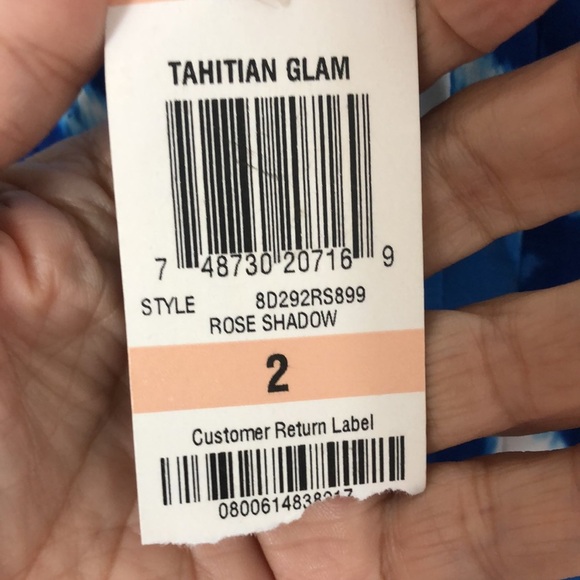 TAHITIAN GLAM
7 48730 20716 9
STYLE 8D292RS899
ROSE SHADOW
2
Customer Return Label